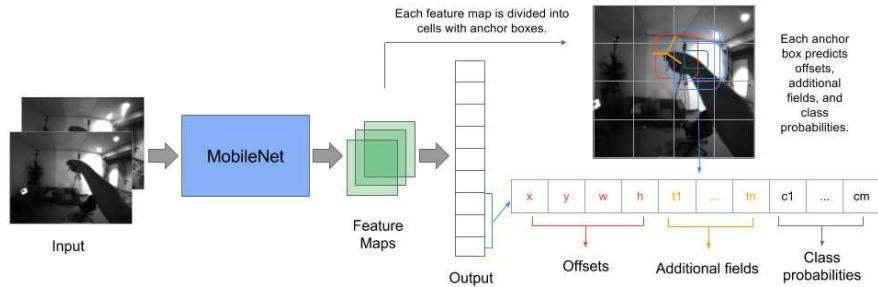 Each feature map is divided into
cells with anchor boxes.
Each anchor
box predicts
offsets,
additional
fields, and
class
probabilities.
MobileNet
Input
Feature
Maps
Output
x y w h t1 ... tn c1 ... cm
Offsets
Additional fields
Class
probabilities